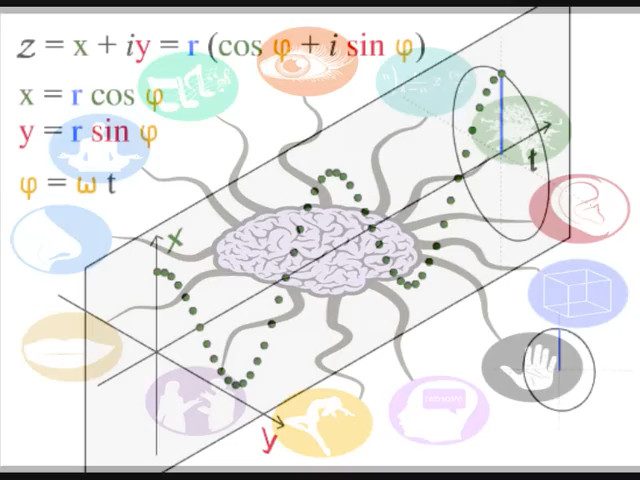 z = x + iy = r (cos φ + i sin φ)
x = r cos φ
y = r sin φ
φ = ω t
t
x
y